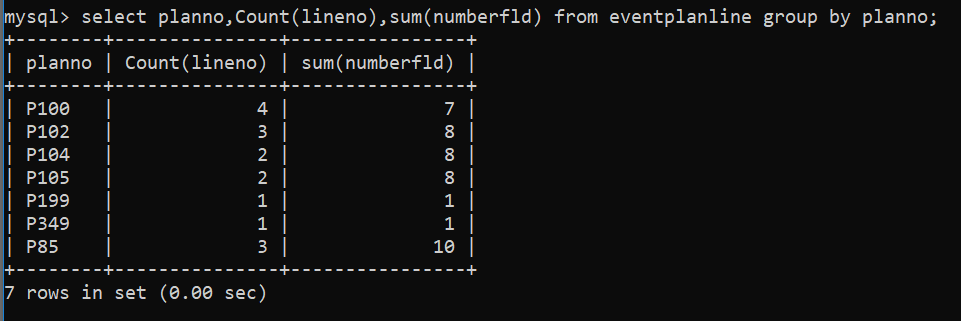 mysql> select planno,Count(lineno),sum(numberfld) from eventplanline group by planno;
+--------+---------------+----------------+
| planno | Count(lineno) | sum(numberfld) |
+--------+---------------+----------------+
| P100   |             4 |              7 |
| P102   |             3 |              8 |
| P104   |             2 |              8 |
| P105   |             2 |              8 |
| P199   |             1 |              1 |
| P349   |             1 |              1 |
| P85    |             3 |             10 |
+--------+---------------+----------------+
7 rows in set (0.00 sec)